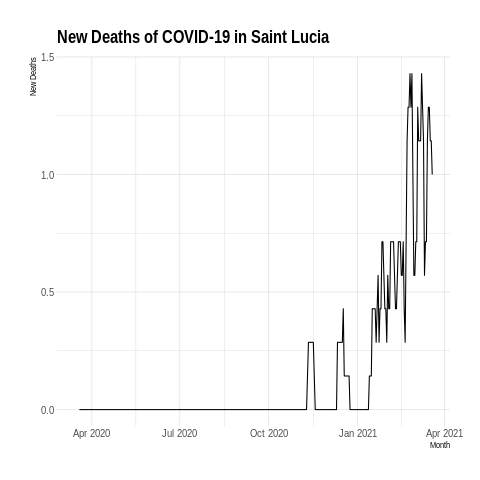 New Deaths of COVID-19 in Saint Lucia
New Deaths
1.5
1.0
0.5
0.0
Apr 2020 Jul 2020 Oct 2020 Jan 2021 Apr 2021
Month